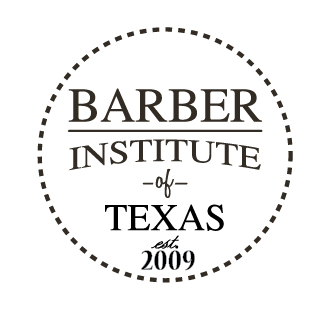 BARBER
INSTITUTE
-of-
TEXAS
est.
2009